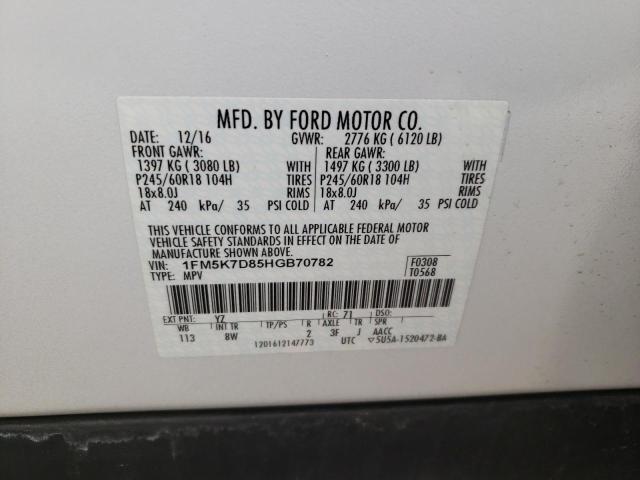 MFD. BY FORD MOTOR CO.
DATE: 12/16 GVWR: 2776 KG ( 6120 LB)
FRONT GAWR: REAR GAWR:
1397 KG ( 3080 LB) WITH 1497 KG ( 3300 LB) WITH
P245/60R18 104H TIRES P245/60R18 104H TIRES
18x8.0J RIMS 18x8.0J RIMS
AT 240 kPa/ 35 PSI COLD AT 240 kPa/ 35 PSI COLD
THIS VEHICLE CONFORMS TO ALL APPLICABLE FEDERAL MOTOR
VEHICLE SAFETY STANDARDS IN EFFECT ON THE DATE OF
MANUFACTURE SHOWN ABOVE.
VIN: 1FM5K7D85HGB70782 F0308
TYPE: MPV T0568
EXT PNT: YZ RC: 71 DSO:
WB INT TR TP/PS R AXLE TR SPR
113 8W 2 3F J AACC
1201612147773 UTC ▽5U5A-1520472-BA